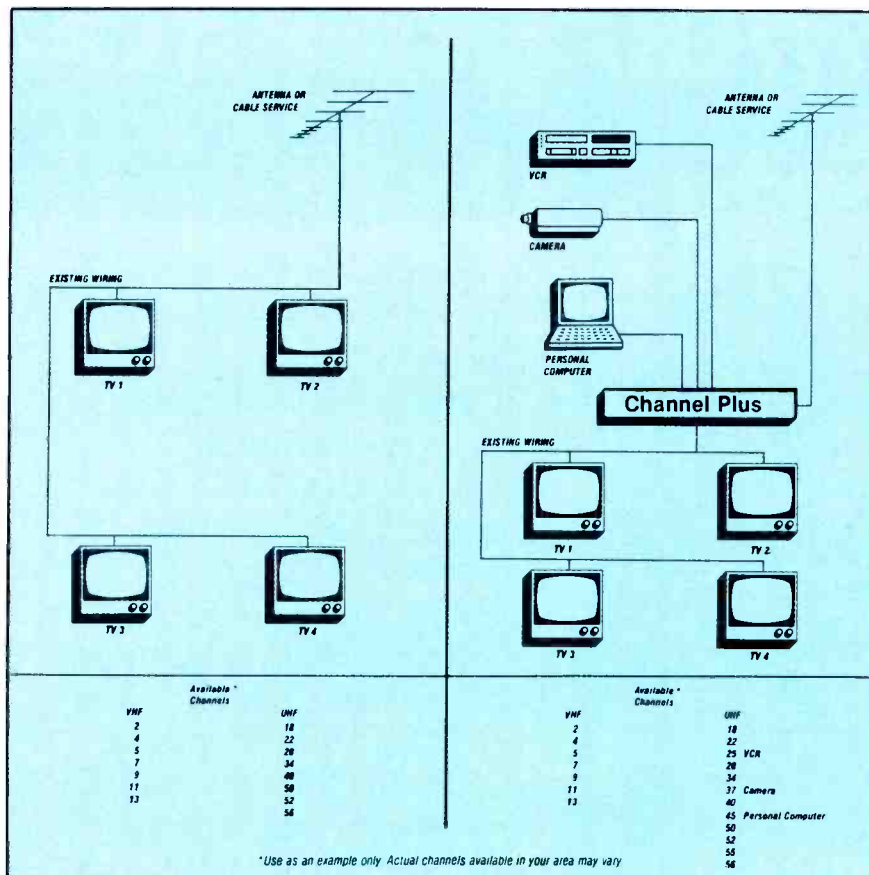 ANTENNA OR
CABLE SERVICE
EXISTING WIRING
TV 1
TV 2
TV 3
TV 4
ANTENNA OR
CABLE SERVICE
VCR
CAMERA
PERSONAL
COMPUTER
Channel Plus
EXISTING WIRING
TV 1
TV 2
TV 3
TV 4
Available *
Channels
VHF
2
4
5
7
9
11
13
UHF
18
22
28
34
40
50
52
56
Available *
Channels
VHF
2
4
5
7
9
11
13
UHF
18
22
25 VCR
28
34
37 Camera
40
45 Personal Computer
50
52
55
56
*Use as an example only Actual channels available in your area may vary